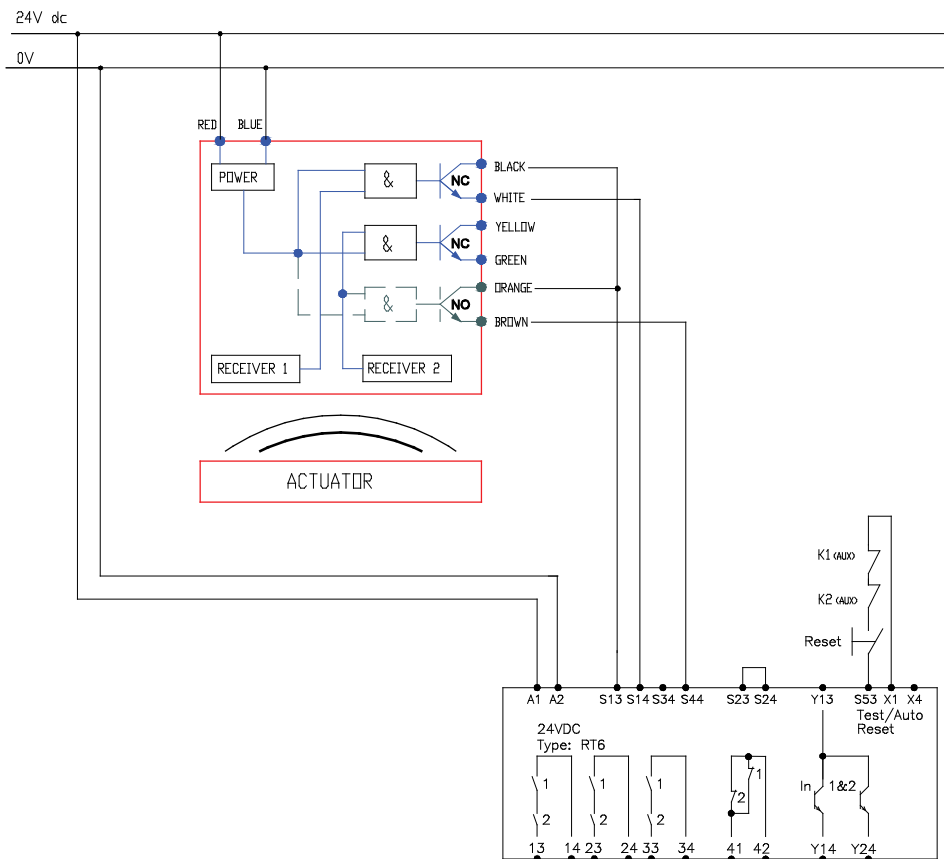 24V dc
0V
RED BLUE
POWER
&
NC
BLACK
WHITE
&
NC
YELLOW
GREEN
&
NO
ORANGE
BROWN
RECEIVER 1
RECEIVER 2
ACTUATOR
K1 (AUX)
K2 (AUX)
Reset
A1 A2 S13 S14 S34 S44 S23 S24 Y13 S53 X1 X4
Test/Auto
Reset
24VDC
Type: RT6
1 1 1 1
In 1&2
2 2 2 2
13 14 23 24 33 34 41 42 Y14 Y24